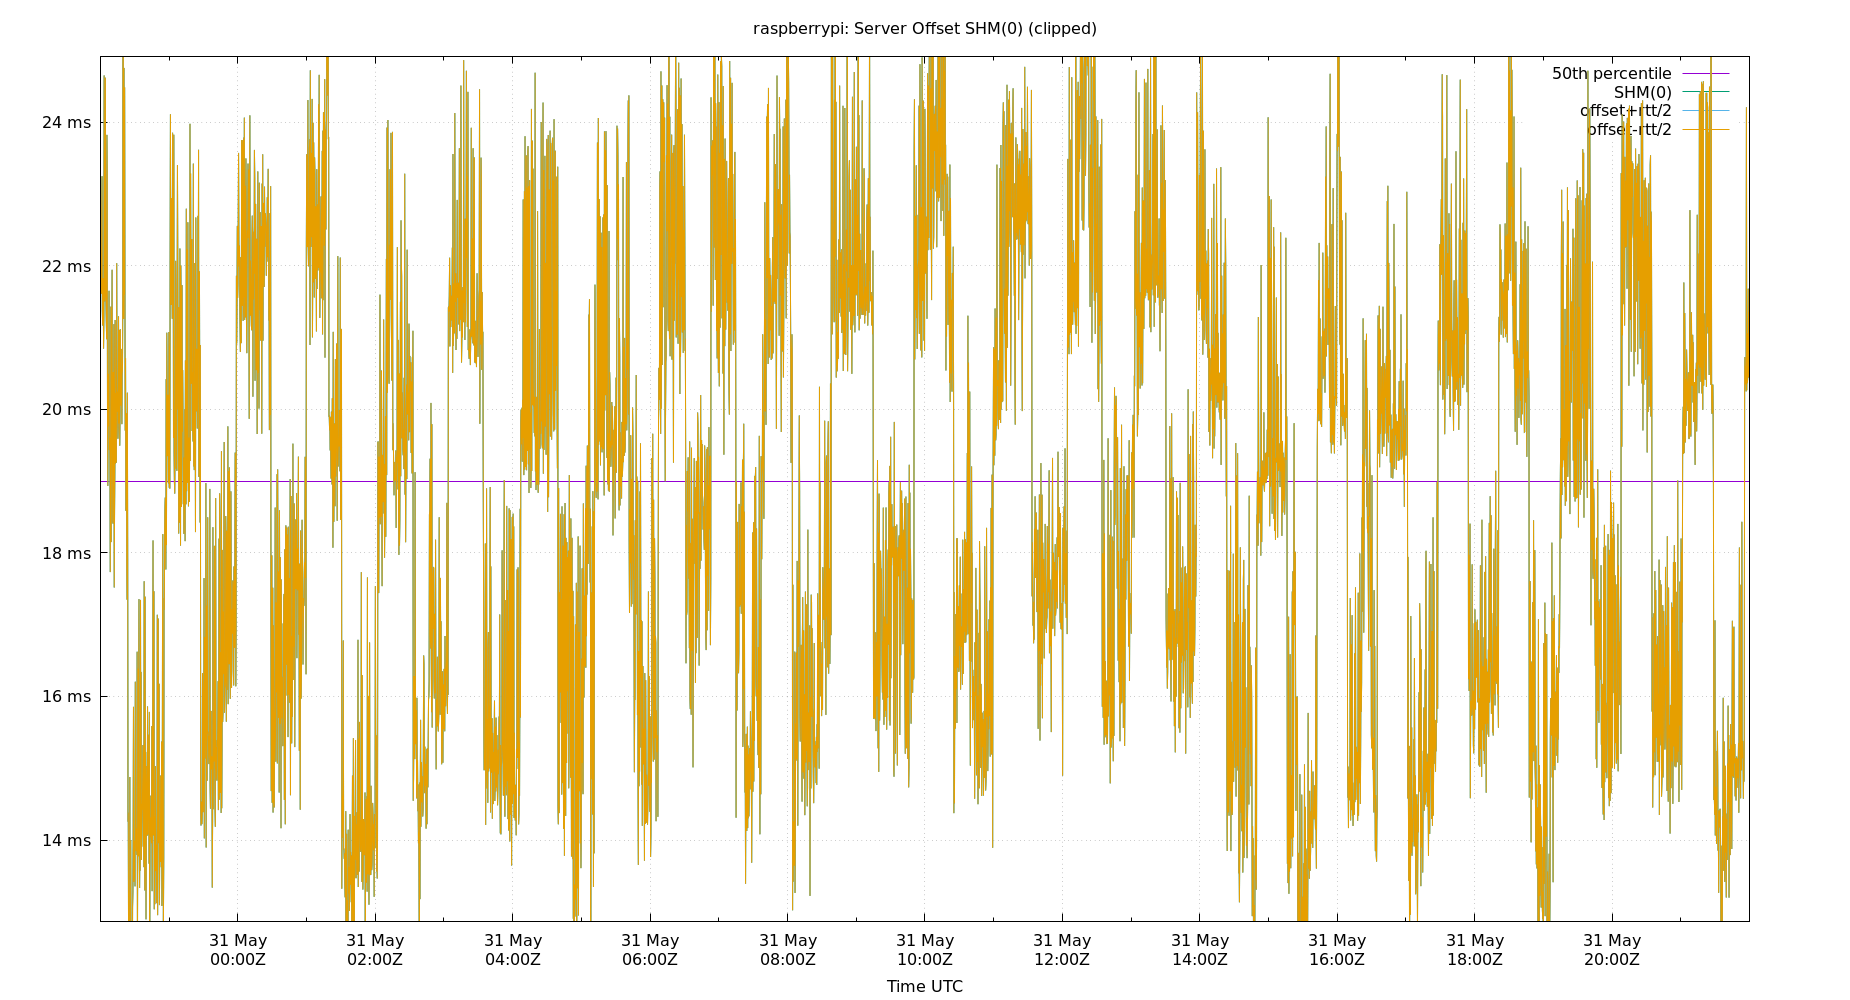 raspberrypi: Server Offset SHM(0) (clipped)
50th percentile
SHM(0)
offset+rtt/2
offset-rtt/2
24 ms
22 ms
20 ms
18 ms
16 ms
14 ms
31 May 31 May 31 May 31 May 31 May 31 May 31 May 31 May 31 May 31 May 31 May
00:00Z 02:00Z 04:00Z 06:00Z 08:00Z 10:00Z 12:00Z 14:00Z 16:00Z 18:00Z 20:00Z
Time UTC